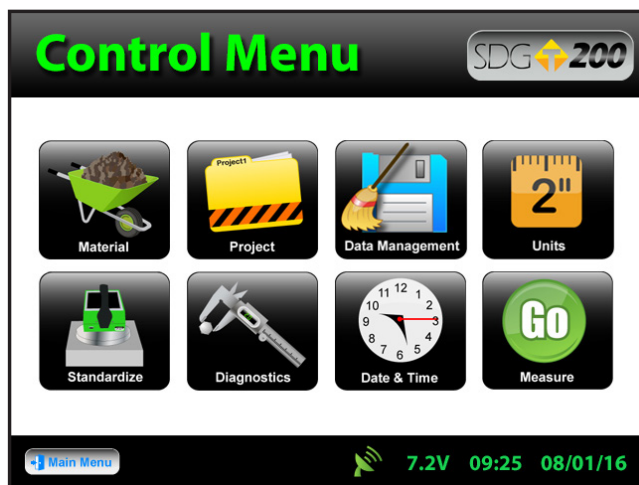 Control Menu
SDG T 200
Project1
2"
Material
Project
Data Management
Units
12
11 1
10 2
9 3
8 4
7 6 5
Go
Standardize
Diagnostics
Date & Time
Measure
Main Menu
7.2V 09:25 08/01/16